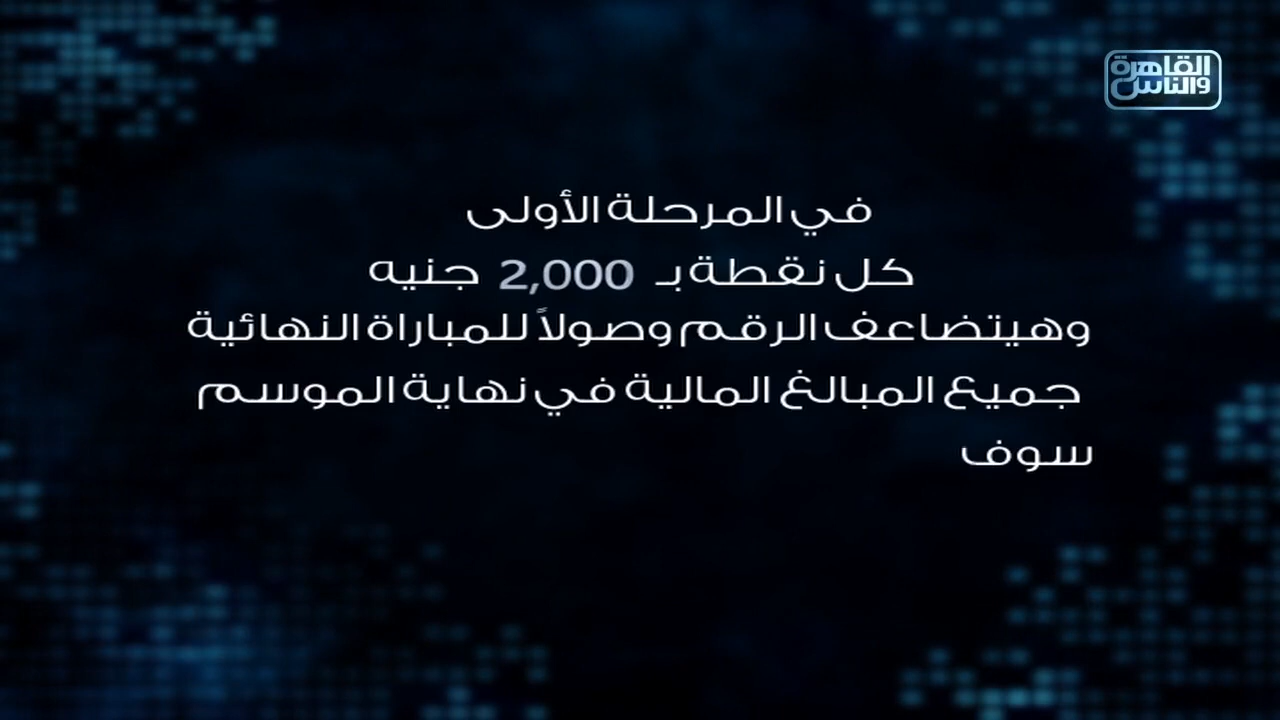 القاهرة
والناس
في المرحلة الأولى
كل نقطة بـ 2,000 جنيه
وهيتضاعف الرقم وصولاً للمباراة النهائية
جميع المبالغ المالية في نهاية الموسم
سوف